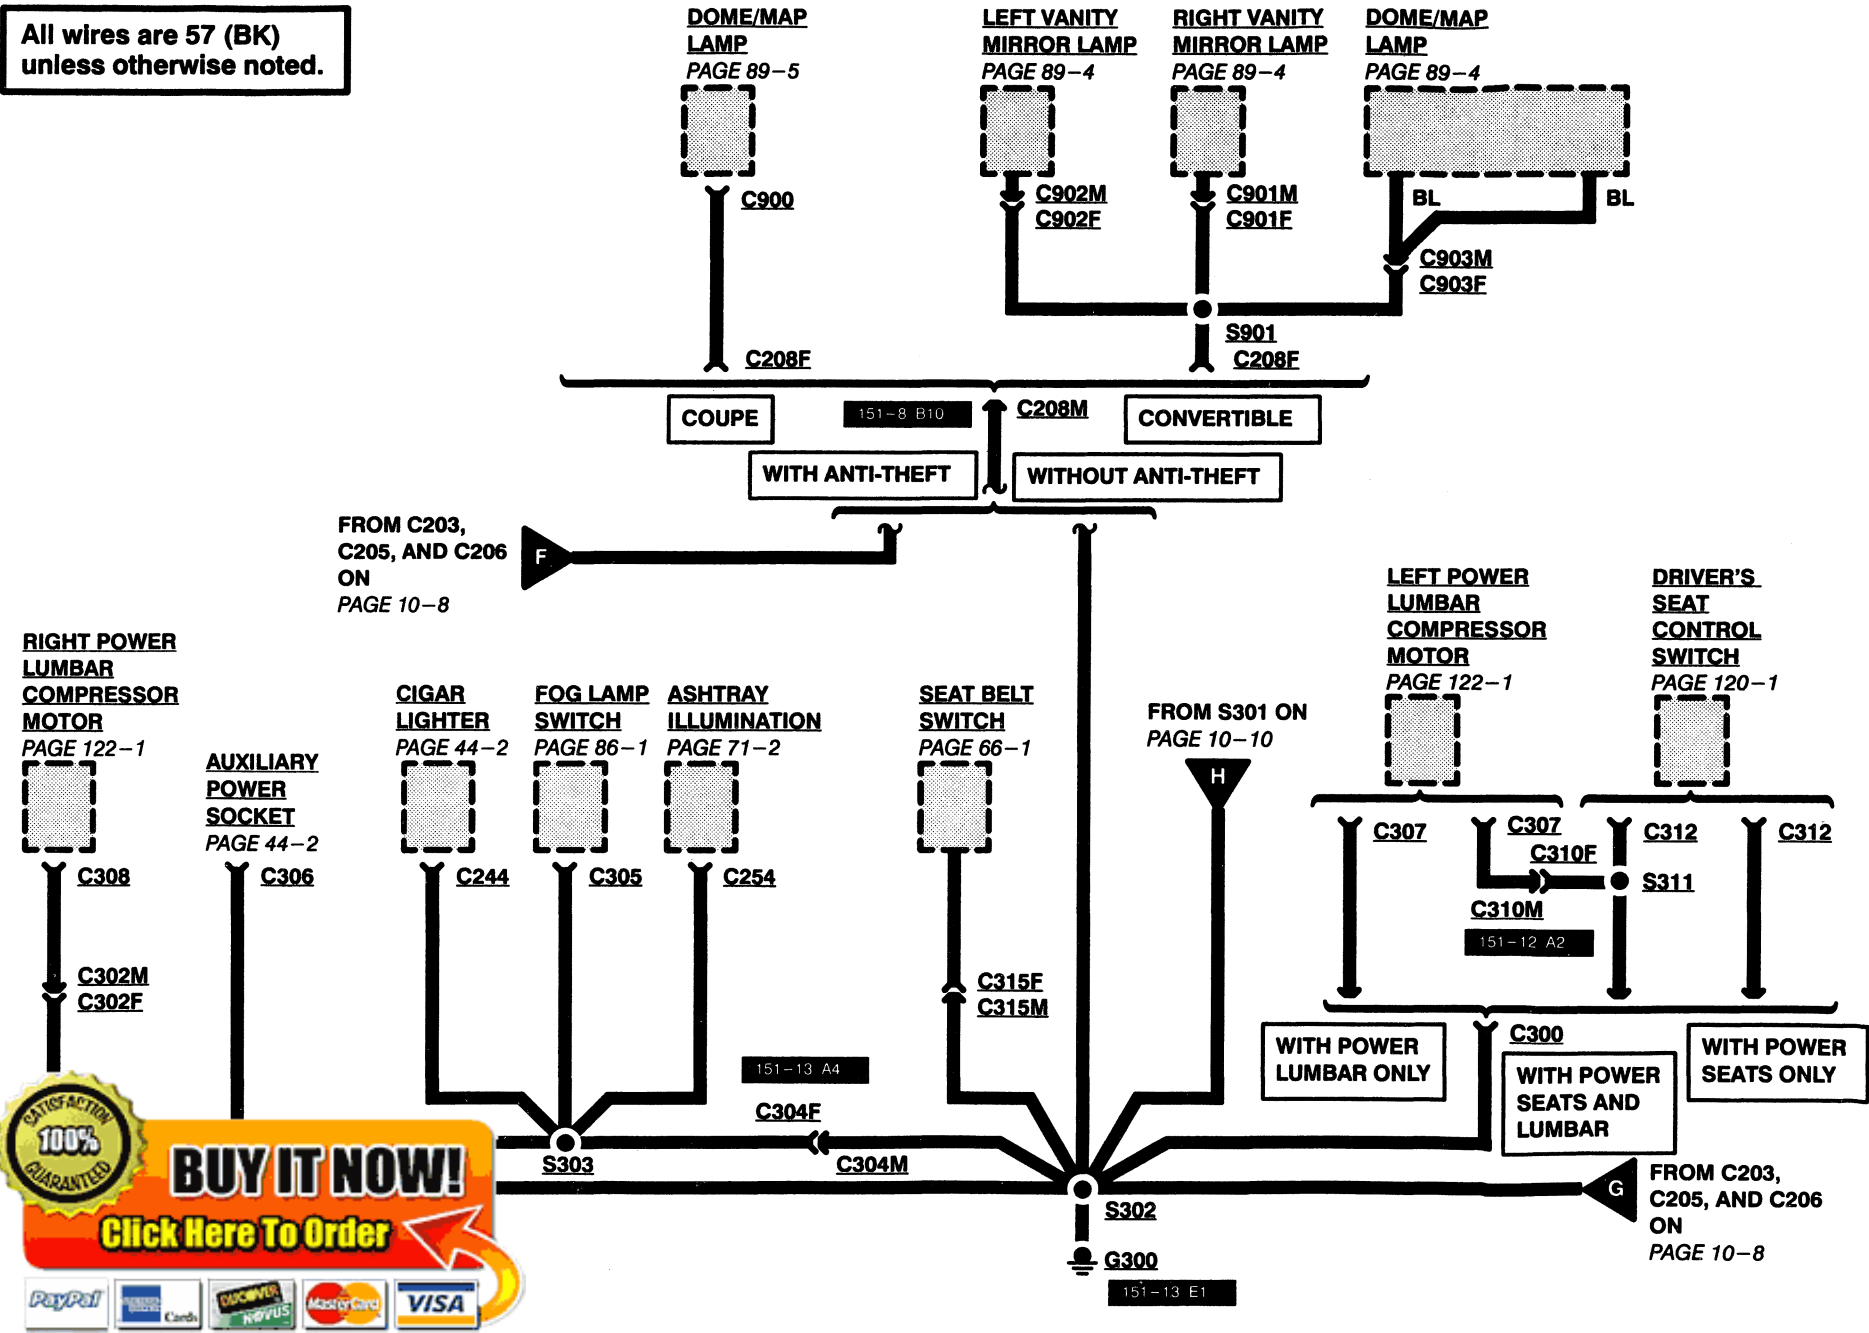 All wires are 57 (BK)
unless otherwise noted.
DOME/MAP
LAMP
PAGE 89-5
LEFT VANITY
MIRROR LAMP
PAGE 89-4
RIGHT VANITY
MIRROR LAMP
PAGE 89-4
DOME/MAP
LAMP
PAGE 89-4
C900
C902M
C902F
C901M
C901F
BL
BL
C903M
C903F
S901
C208F
C208F
COUPE
151-8 B10
C208M
CONVERTIBLE
WITH ANTI-THEFT
WITHOUT ANTI-THEFT
FROM C203,
C205, AND C206
ON
PAGE 10-8
F
RIGHT POWER
LUMBAR
COMPRESSOR
MOTOR
PAGE 122-1
AUXILIARY
POWER
SOCKET
PAGE 44-2
CIGAR
LIGHTER
PAGE 44-2
FOG LAMP
SWITCH
PAGE 86-1
ASHTRAY
ILLUMINATION
PAGE 71-2
SEAT BELT
SWITCH
PAGE 66-1
FROM S301 ON
PAGE 10-10
H
LEFT POWER
LUMBAR
COMPRESSOR
MOTOR
PAGE 122-1
DRIVER'S
SEAT
CONTROL
SWITCH
PAGE 120-1
C308
C306
C244
C305
C254
C307
C307
C312
C312
C310F
S311
C310M
151-12 A2
C302M
C302F
C315F
C315M
C300
WITH POWER
LUMBAR ONLY
WITH POWER
SEATS AND
LUMBAR
WITH POWER
SEATS ONLY
151-13 A4
C304F
S303
C304M
S302
G300
151-13 E1
G
FROM C203,
C205, AND C206
ON
PAGE 10-8
SATISFACTION
100%
GUARANTEED
BUY IT NOW!
Click Here To Order
PayPal
AMERICAN EXPRESS
Cards
DISCOVER
NOVUS
MasterCard
VISA